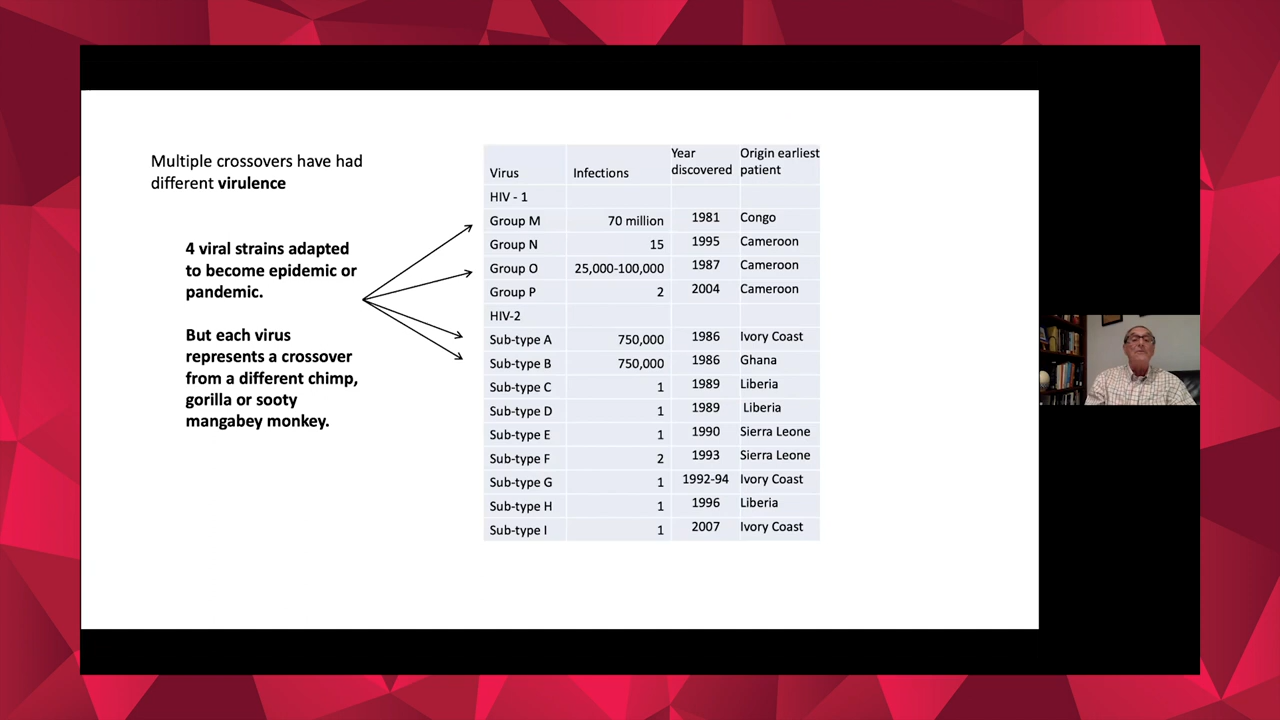 Multiple crossovers have had
different virulence
4 viral strains adapted
to become epidemic or
pandemic.
But each virus
represents a crossover
from a different chimp,
gorilla or sooty
mangabey monkey.
Virus Infections Year discovered Origin earliest patient
HIV - 1
Group M 70 million 1981 Congo
Group N 15 1995 Cameroon
Group O 25,000-100,000 1987 Cameroon
Group P 2 2004 Cameroon
HIV-2
Sub-type A 750,000 1986 Ivory Coast
Sub-type B 750,000 1986 Ghana
Sub-type C 1 1989 Liberia
Sub-type D 1 1989 Liberia
Sub-type E 1 1990 Sierra Leone
Sub-type F 2 1993 Sierra Leone
Sub-type G 1 1992-94 Ivory Coast
Sub-type H 1 1996 Liberia
Sub-type I 1 2007 Ivory Coast